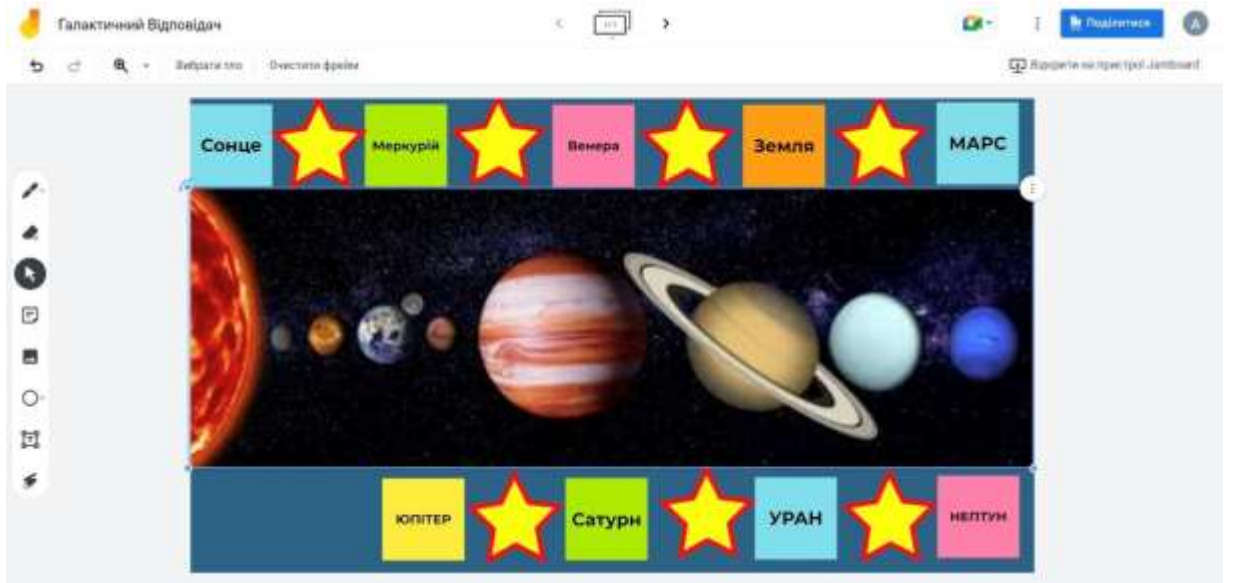 Галактичний Відповідач
Поділитися
А
Вибрати тло Очистити фрейм
Відкрити на пристрої Jamboard
Сонце Меркурій Венера Земля МАРС
ЮПІТЕР Сатурн УРАН НЕПТУН